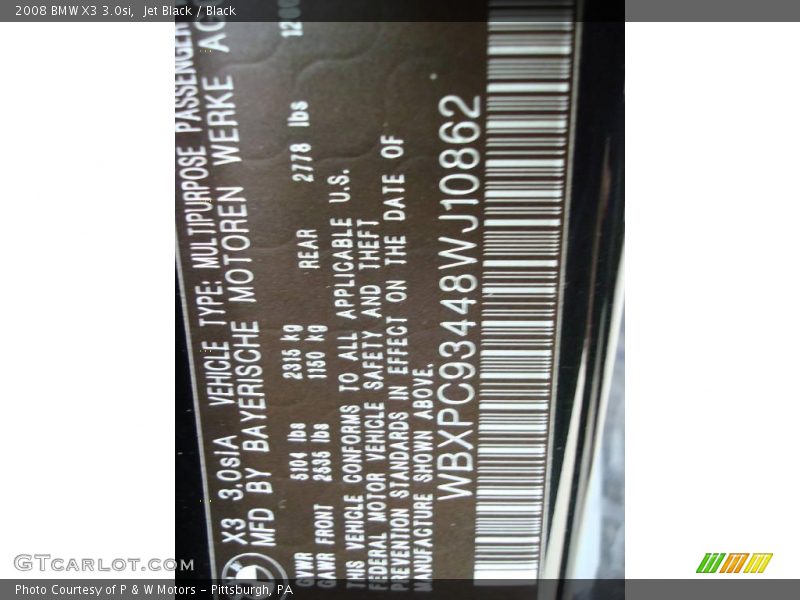 2008 BMW X3 3.0si,  Jet Black / Black
X3 3.0siA VEHICLE TYPE: MULTIPURPOSE PASSENGER
MFD BY BAYERISCHE MOTOREN WERKE AG
GVWR 5104 lbs 2315 kg
GAWR FRONT 2535 lbs 1150 kg REAR 2778 lbs
THIS VEHICLE CONFORMS TO ALL APPLICABLE U.S.
FEDERAL MOTOR VEHICLE SAFETY AND THEFT
PREVENTION STANDARDS IN EFFECT ON THE DATE OF
MANUFACTURE SHOWN ABOVE.
WBXPC93448WJ10862
GTcarlot.com
Photo Courtesy of P & W Motors - Pittsburgh, PA